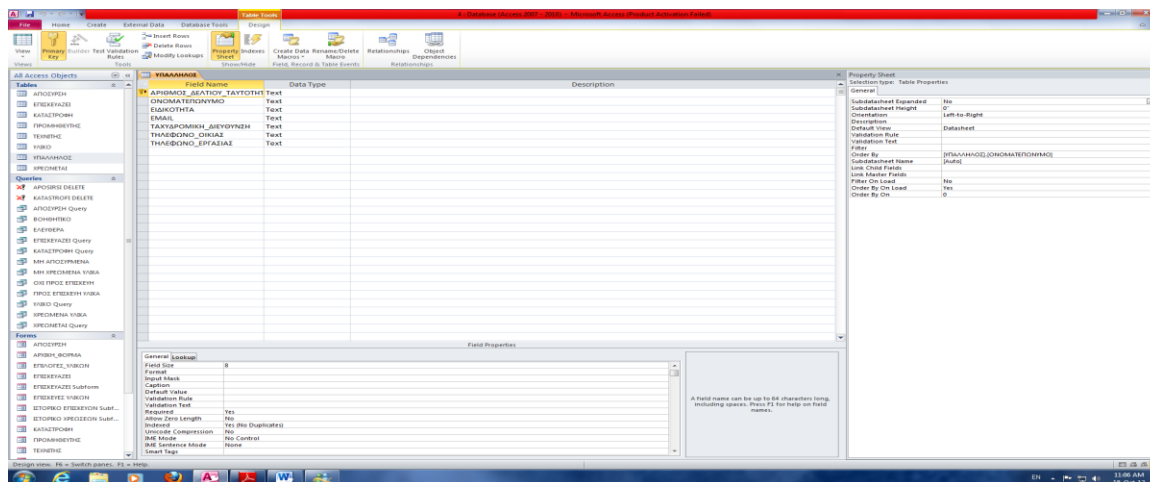 Table Tools
: Database (Access 2007 - 2010) - Microsoft Access (Product Activation Failed)
File Home Create External Data Database Tools Design
View Primary Key Builder Test Validation Rules Insert Rows Delete Rows Modify Lookups Property Sheet Indexes Create Data Macros Rename/Delete Macro Relationships Object Dependencies
Views Tools Show/Hide Field, Record & Table Events Relationships
All Access Objects
Tables
ΑΠΟΣΥΡΣΗ
ΕΠΙΣΚΕΥΑΖΕΙ
ΚΑΤΑΣΤΡΟΦΗ
ΠΡΟΜΗΘΕΥΤΗΣ
ΤΕΧΝΙΤΗΣ
ΥΛΙΚΟ
ΥΠΑΛΛΗΛΟΣ
ΧΡΕΩΝΕΤΑΙ
Queries
APOSIRSI DELETE
KATASTROFI DELETE
ΑΠΟΣΥΡΣΗ Query
ΒΟΗΘΗΤΙΚΟ
ΕΛΕΥΘΕΡΑ
ΕΠΙΣΚΕΥΑΖΕΙ Query
ΚΑΤΑΣΤΡΟΦΗ Query
ΜΗ ΑΠΟΣΥΡΜΕΝΑ
ΜΗ ΧΡΕΩΜΕΝΑ ΥΛΙΚΑ
ΟΧΙ ΠΡΟΣ ΕΠΙΣΚΕΥΗ
ΠΡΟΣ ΕΠΙΣΚΕΥΗ ΥΛΙΚΑ
ΥΛΙΚΟ Query
ΧΡΕΩΜΕΝΑ ΥΛΙΚΑ
ΧΡΕΩΝΕΤΑΙ Query
Forms
ΑΠΟΣΥΡΣΗ
ΑΡΧΙΚΗ_ΦΟΡΜΑ
ΕΠΙΛΟΓΕΣ_ΥΛΙΚΩΝ
ΕΠΙΣΚΕΥΑΖΕΙ
ΕΠΙΣΚΕΥΑΖΕΙ Subform
ΕΠΙΣΚΕΥΕΣ ΥΛΙΚΩΝ
ΙΣΤΟΡΙΚΟ ΕΠΙΣΚΕΥΩΝ Subf...
ΙΣΤΟΡΙΚΟ ΧΡΕΩΣΕΩΝ Subf...
ΚΑΤΑΣΤΡΟΦΗ
ΠΡΟΜΗΘΕΥΤΗΣ
ΤΕΧΝΙΤΗΣ
ΥΠΑΛΛΗΛΟΣ
Field Name Data Type Description
ΑΡΙΘΜΟΣ_ΔΕΛΤΙΟΥ_ΤΑΥΤΟΤΗΤ Text
ΟΝΟΜΑΤΕΠΩΝΥΜΟ Text
ΕΙΔΙΚΟΤΗΤΑ Text
EMAIL Text
ΤΑΧΥΔΡΟΜΙΚΗ_ΔΙΕΥΘΥΝΣΗ Text
ΤΗΛΕΦΩΝΟ_ΟΙΚΙΑΣ Text
ΤΗΛΕΦΩΝΟ_ΕΡΓΑΣΙΑΣ Text
Field Properties
General Lookup
Field Size 8
Format
Input Mask
Caption
Default Value
Validation Rule
Validation Text
Required Yes
Allow Zero Length No
Indexed Yes (No Duplicates)
Unicode Compression No
IME Mode No Control
IME Sentence Mode None
Smart Tags
A field name can be up to 64 characters long,
including spaces. Press F1 for help on field
names.
Property Sheet
Selection type: Table Properties
General
Subdatasheet Expanded No
Subdatasheet Height 0"
Orientation Left-to-Right
Description
Default View Datasheet
Validation Rule
Validation Text
Filter
Order By [ΥΠΑΛΛΗΛΟΣ].[ΟΝΟΜΑΤΕΠΩΝΥΜΟ]
Subdatasheet Name [Auto]
Link Child Fields
Link Master Fields
Filter On Load No
Order By On Load Yes
Order By On 0
Design view. F6 = Switch panes. F1 = Help.
EN 11:06 AM